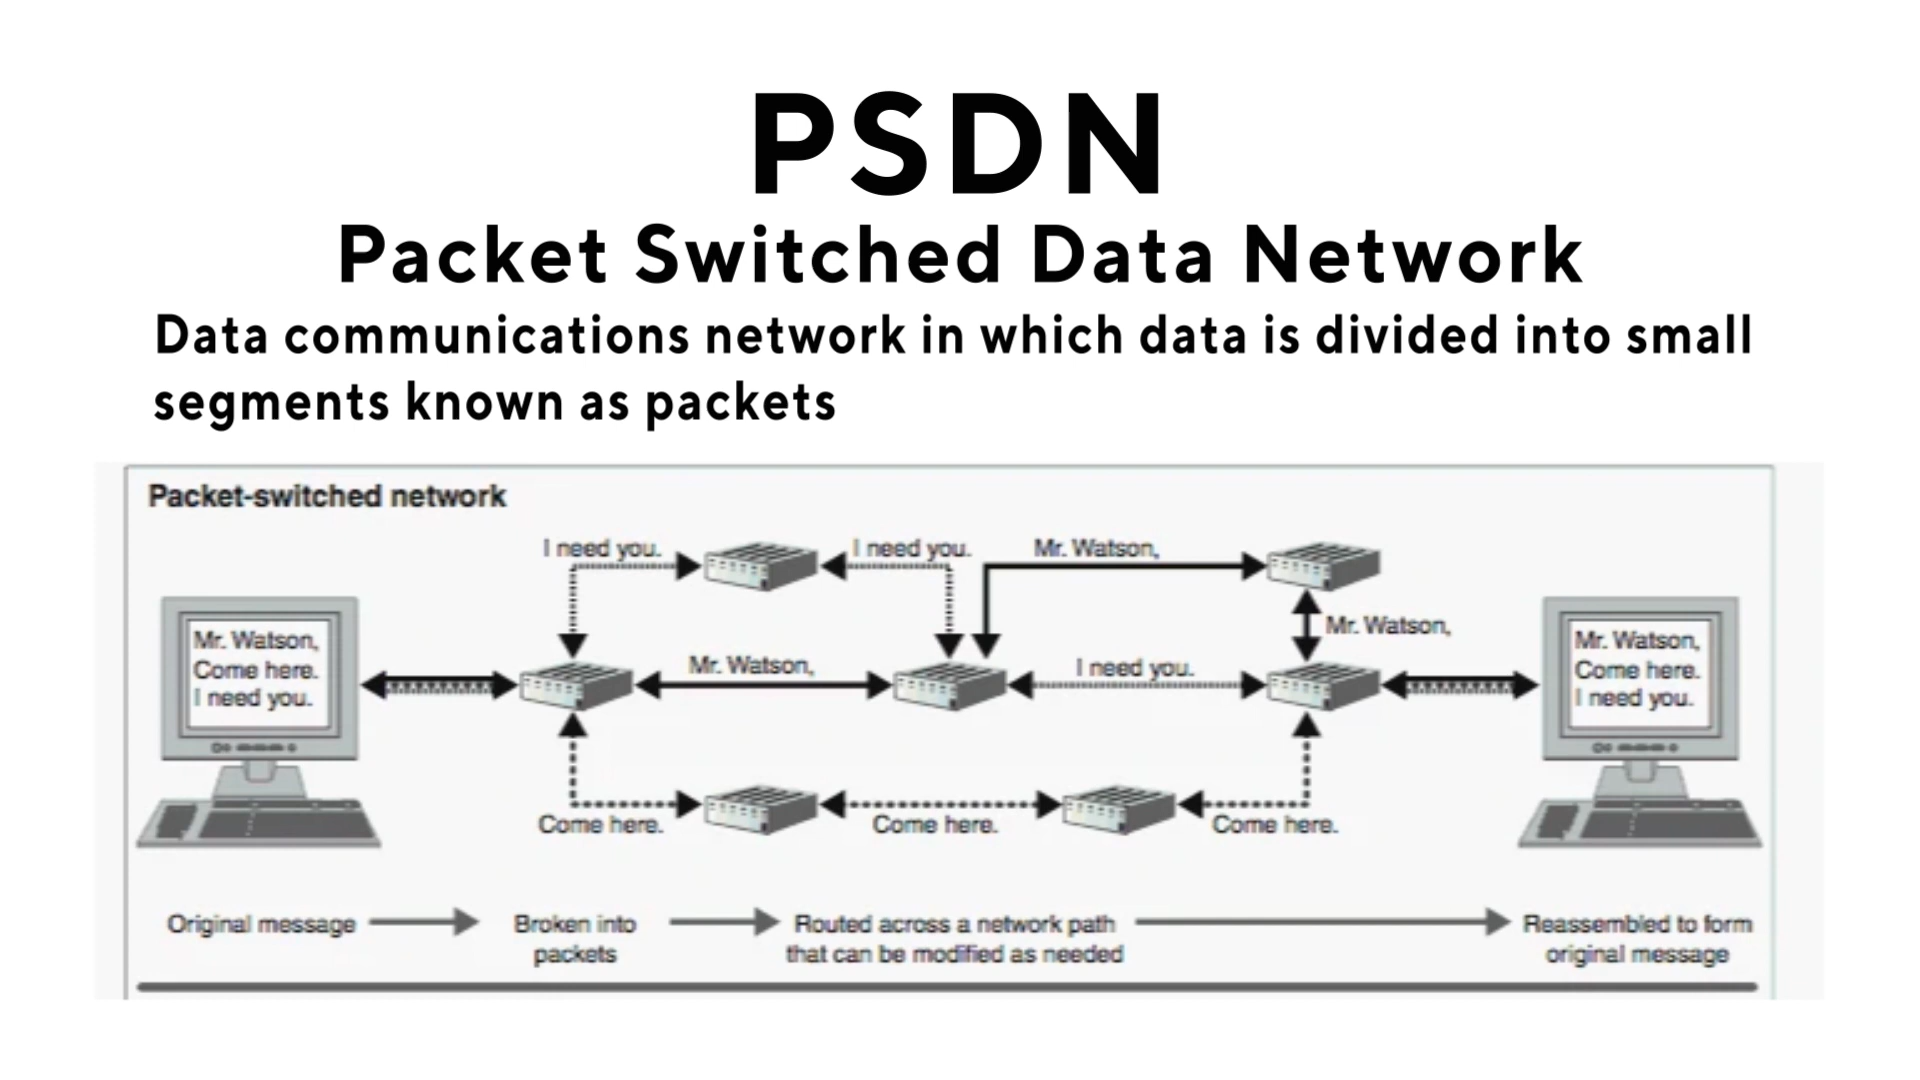 PSDN
Packet Switched Data Network
Data communications network in which data is divided into small
segments known as packets
Packet-switched network
I need you.
I need you.
Mr. Watson,
Mr. Watson,
Come here.
I need you.
Mr. Watson,
I need you.
Mr. Watson,
Mr. Watson,
Come here.
I need you.
Come here.
Come here.
Come here.
Original message
Broken into
packets
Routed across a network path
that can be modified as needed
Reassembled to form
original message